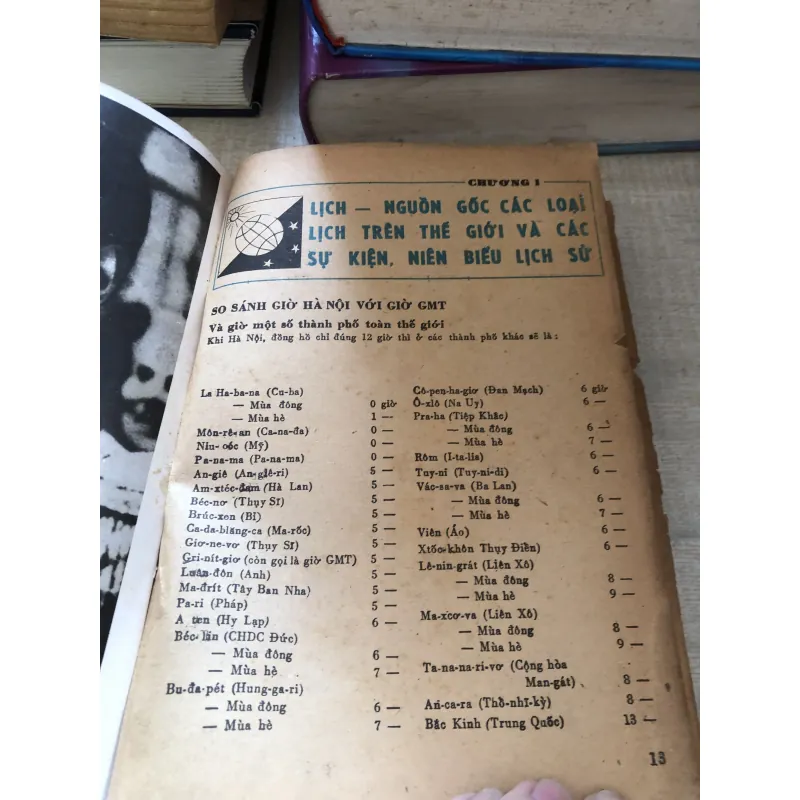 CHƯƠNG I
LỊCH — NGUỒN GỐC CÁC LOẠI
LỊCH TRÊN THẾ GIỚI VÀ CÁC
SỰ KIỆN, NIÊN BIỂU LỊCH SỬ
SO SÁNH GIỜ HÀ NỘI VỚI GIỜ GMT
Và giờ một số thành phố toàn thế giới
Khi Hà Nội, đồng hồ chỉ đúng 12 giờ thì ở các thành phố khác sẽ là :
La Ha-ba-na (Cu-ba)
— Mùa đông 0 giờ
— Mùa hè 1 —
Môn-rê-an (Ca-na-đa) 0 —
Niu-oóc (Mỹ) 0 —
Pa-na-ma (Pa-na-ma) 0 —
An-giê (An-giê-ri) 5 —
Am-xtéc-đam (Hà Lan) 5 —
Béc-nơ (Thụy Sĩ) 5 —
Brúc-xen (Bỉ) 5 —
Ca-da-blăng-ca (Ma-rốc) 5 —
Giơ-ne-vơ (Thụy Sĩ) 5 —
Gri-nít-giơ (còn gọi là giờ GMT) 5 —
Luân-đôn (Anh) 5 —
Ma-đrít (Tây Ban Nha) 5 —
Pa-ri (Pháp) 5 —
A ten (Hy Lạp) 6 —
Béc-lăn (CHDC Đức)
— Mùa đông 6 —
— Mùa hè 7 —
Bu-đa-pét (Hung-ga-ri)
— Mùa đông 6 —
— Mùa hè 7 —
Cô-pen-ha-giơ (Đan Mạch) 6 giờ
Ô-xlô (Na Uy) 6 —
Pra-ha (Tiệp Khắc)
— Mùa đông 6 —
— Mùa hè 7 —
Rôm (I-ta-lia) 6 —
Tuy-ni (Tuy-ni-di) 6 —
Vác-sa-va (Ba Lan)
— Mùa đông 6 —
— Mùa hè 7 —
Viên (Áo) 6 —
Xtốc-khôn Thụy Điển) 6 —
Lê-nin-grát (Liên Xô)
— Mùa đông 8 —
— Mùa hè 9 —
Ma-xcơ-va (Liên Xô)
— Mùa đông 8 —
— Mùa hè 9 —
Ta-na-na-ri-vơ (Cộng hòa
Man-gát) 8 —
An-ca-ra (Thổ-nhĩ-kỳ) 8 —
Bắc Kinh (Trung Quốc) 13 —
13